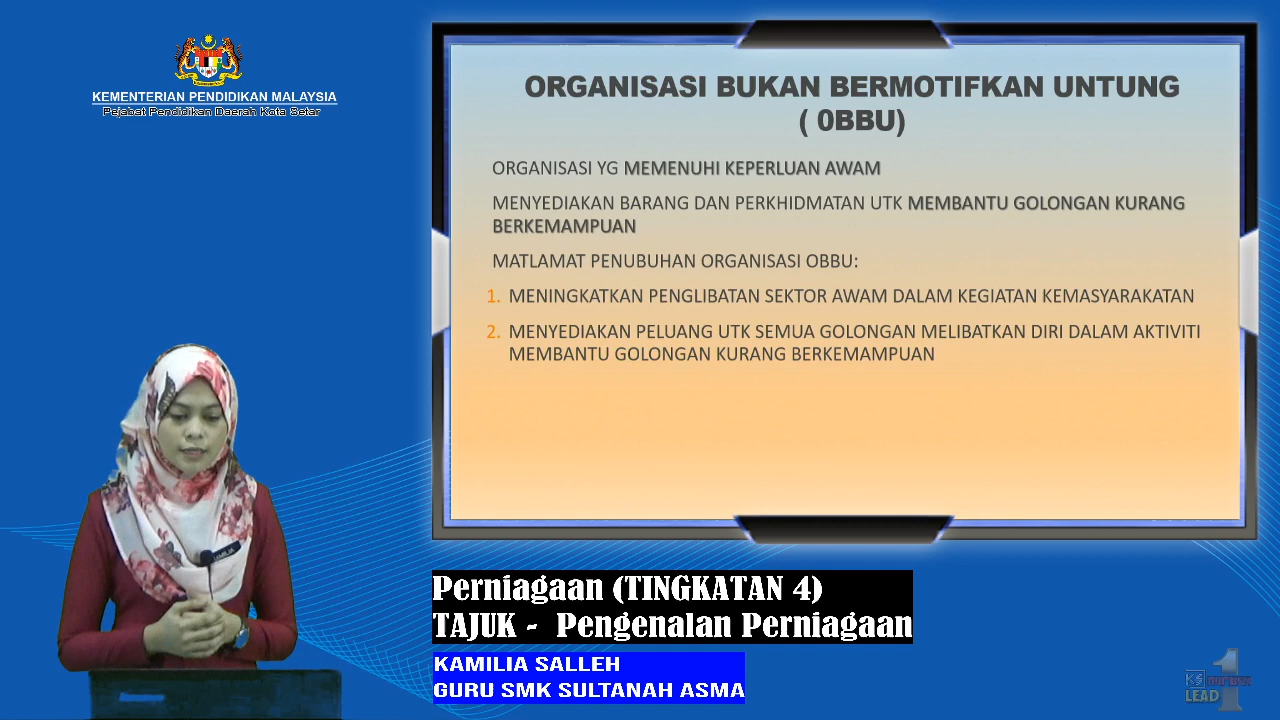 KEMENTERIAN PENDIDIKAN MALAYSIA
Pejabat Pendidikan Daerah Kota Setar
ORGANISASI BUKAN BERMOTIFKAN UNTUNG
( 0BBU)
ORGANISASI YG MEMENUHI KEPERLUAN AWAM
MENYEDIAKAN BARANG DAN PERKHIDMATAN UTK MEMBANTU GOLONGAN KURANG
BERKEMAMPUAN
MATLAMAT PENUBUHAN ORGANISASI OBBU:
1. MENINGKATKAN PENGLIBATAN SEKTOR AWAM DALAM KEGIATAN KEMASYARAKATAN
2. MENYEDIAKAN PELUANG UTK SEMUA GOLONGAN MELIBATKAN DIRI DALAM AKTIVITI
MEMBANTU GOLONGAN KURANG BERKEMAMPUAN
Perniagaan (TINGKATAN 4)
TAJUK - Pengenalan Perniagaan
KAMILIA SALLEH
GURU SMK SULTANAH ASMA
KS
1
LEAD